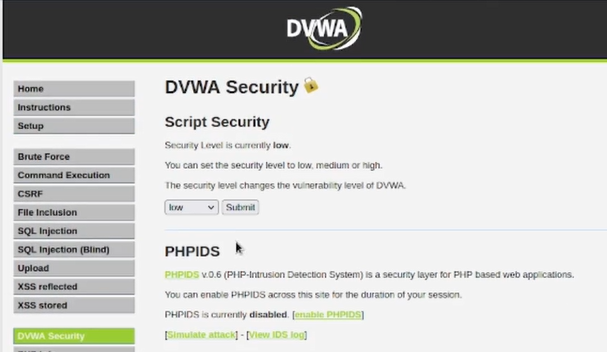 DVWA
Home
Instructions
Setup
Brute Force
Command Execution
CSRF
File Inclusion
SQL Injection
SQL Injection (Blind)
Upload
XSS reflected
XSS stored
DVWA Security
DVWA Security
Script Security
Security Level is currently low.
You can set the security level to low, medium or high.
The security level changes the vulnerability level of DVWA.
low Submit
PHPIDS
PHPIDS v.0.6 (PHP-Intrusion Detection System) is a security layer for PHP based web applications.
You can enable PHPIDS across this site for the duration of your session.
PHPIDS is currently disabled. [enable PHPIDS]
[Simulate attack] - [View IDS log]